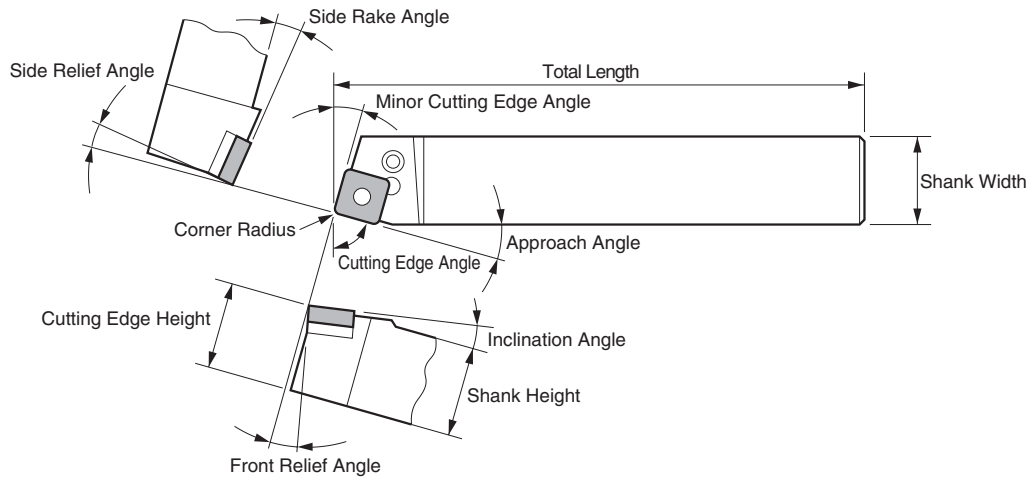 Side Rake Angle
Side Relief Angle
Total Length
Minor Cutting Edge Angle
Shank Width
Corner Radius
Approach Angle
Cutting Edge Angle
Cutting Edge Height
Inclination Angle
Shank Height
Front Relief Angle